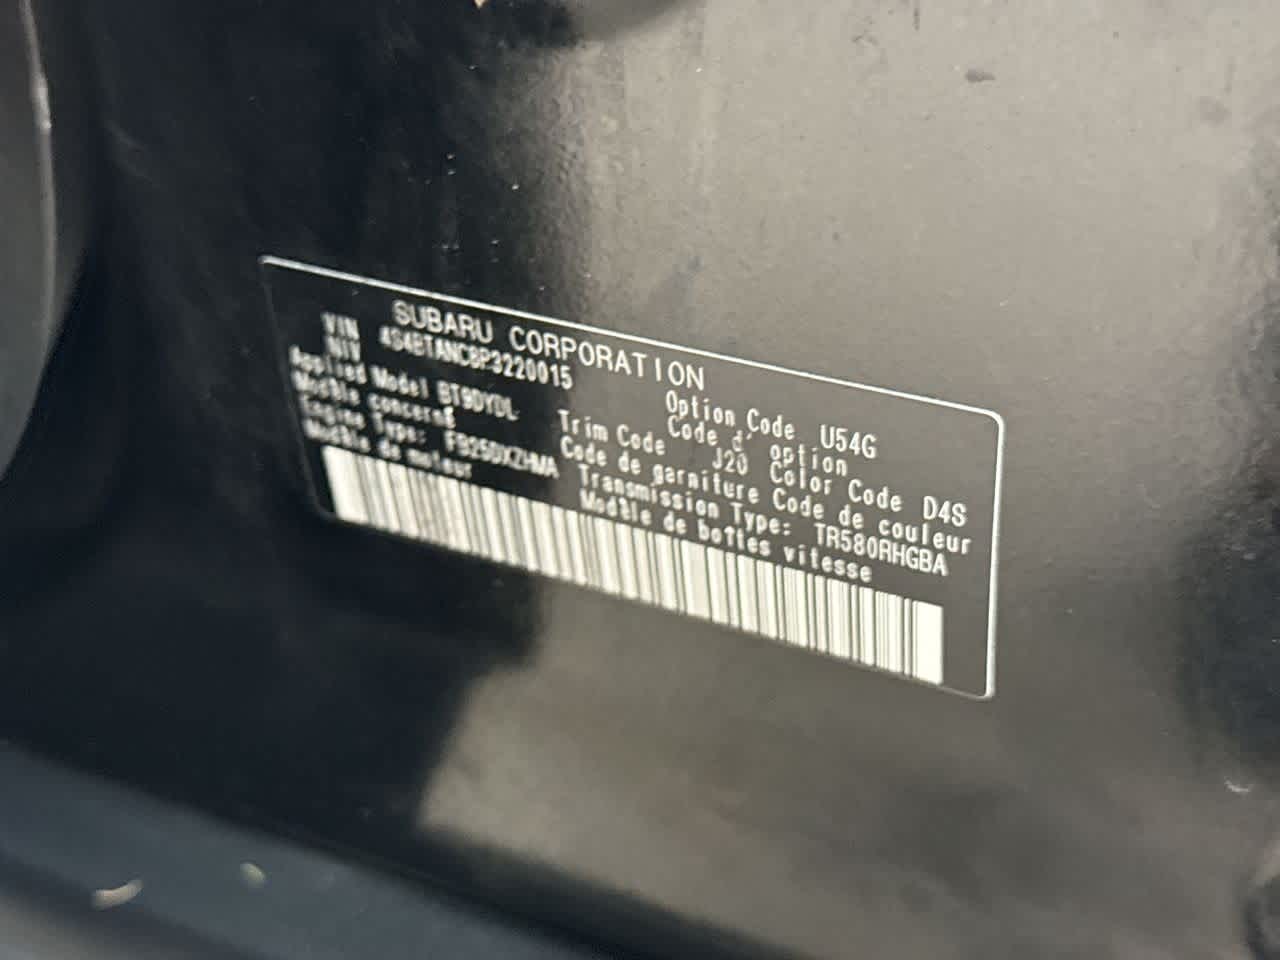 SUBARU CORPORATION
VIN 4S4BTANC8P3220015
NIV
Option Code U54G
Code d' option
Applied Model BT9DYDL
Modèle concerné
Trim Code J20 Color Code D4S
Code de garniture Code de couleur
Engine Type: FB25DXZHMA
Modèle de moteur
Transmission Type: TR580RHGBA
Modèle de boîtes vitesse